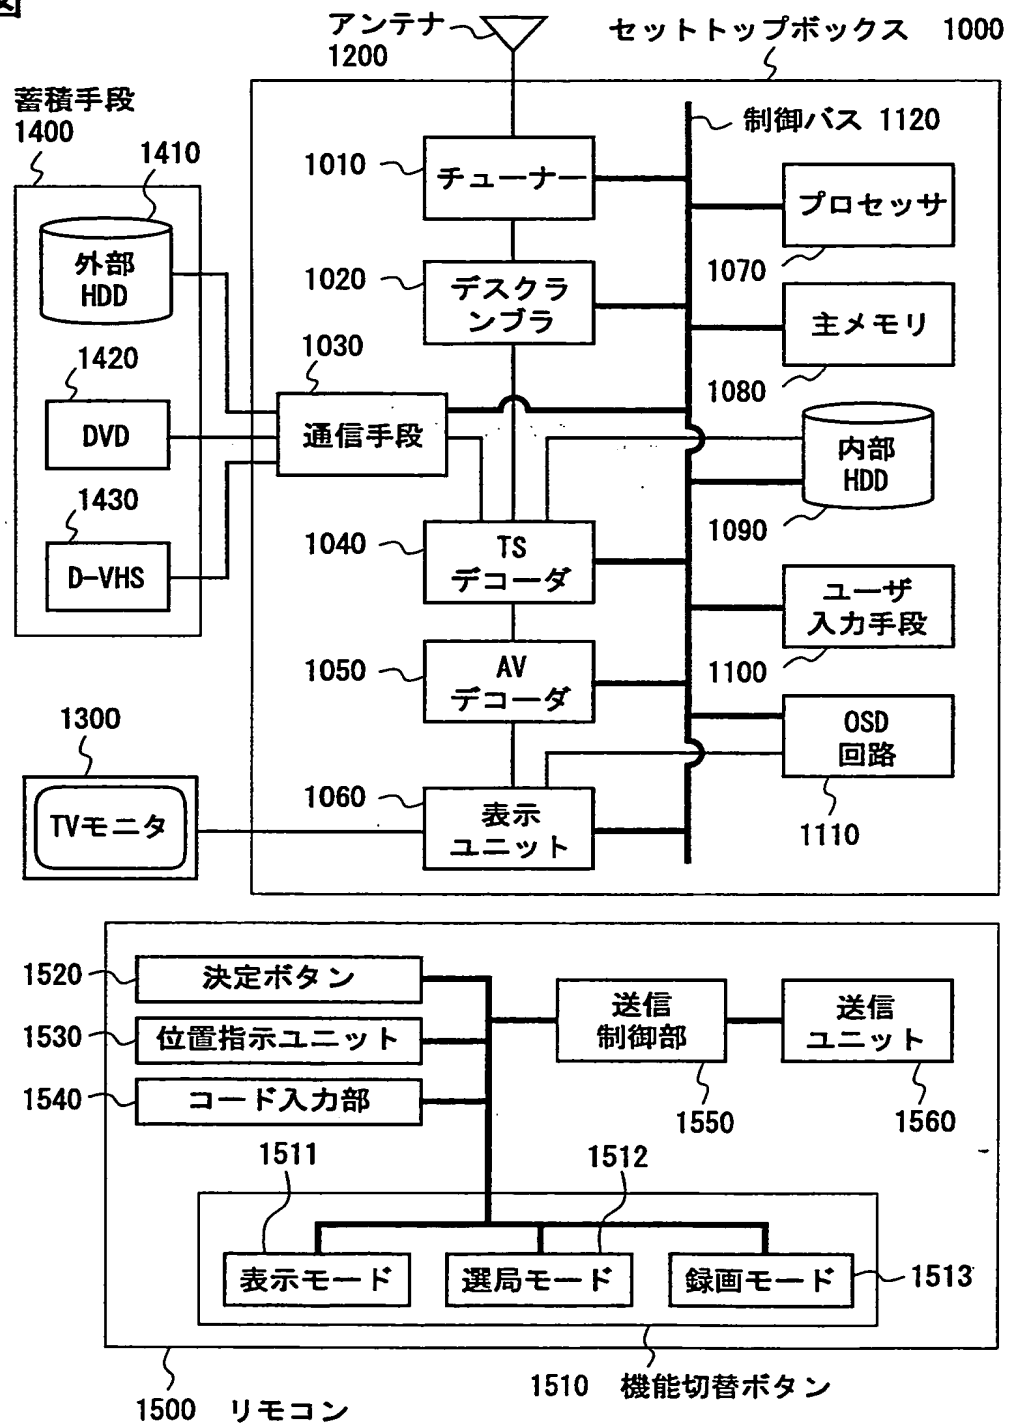 図
アンテナ
1200
セットトップボックス 1000
蓄積手段
1400
1410
外部
HDD
1420
DVD
1430
D-VHS
1300
TVモニタ
制御バス 1120
1010
チューナー
1020
デスクラ
ンブラ
1030
通信手段
1040
TS
デコーダ
1050
AV
デコーダ
1060
表示
ユニット
プロセッサ
1070
主メモリ
1080
内部
HDD
1090
ユーザ
入力手段
1100
OSD
回路
1110
1520
決定ボタン
1530
位置指示ユニット
1540
コード入力部
送信
制御部
1550
送信
ユニット
1560
1511
表示モード
1512
選局モード
録画モード
1513
1510 機能切替ボタン
1500 リモコン